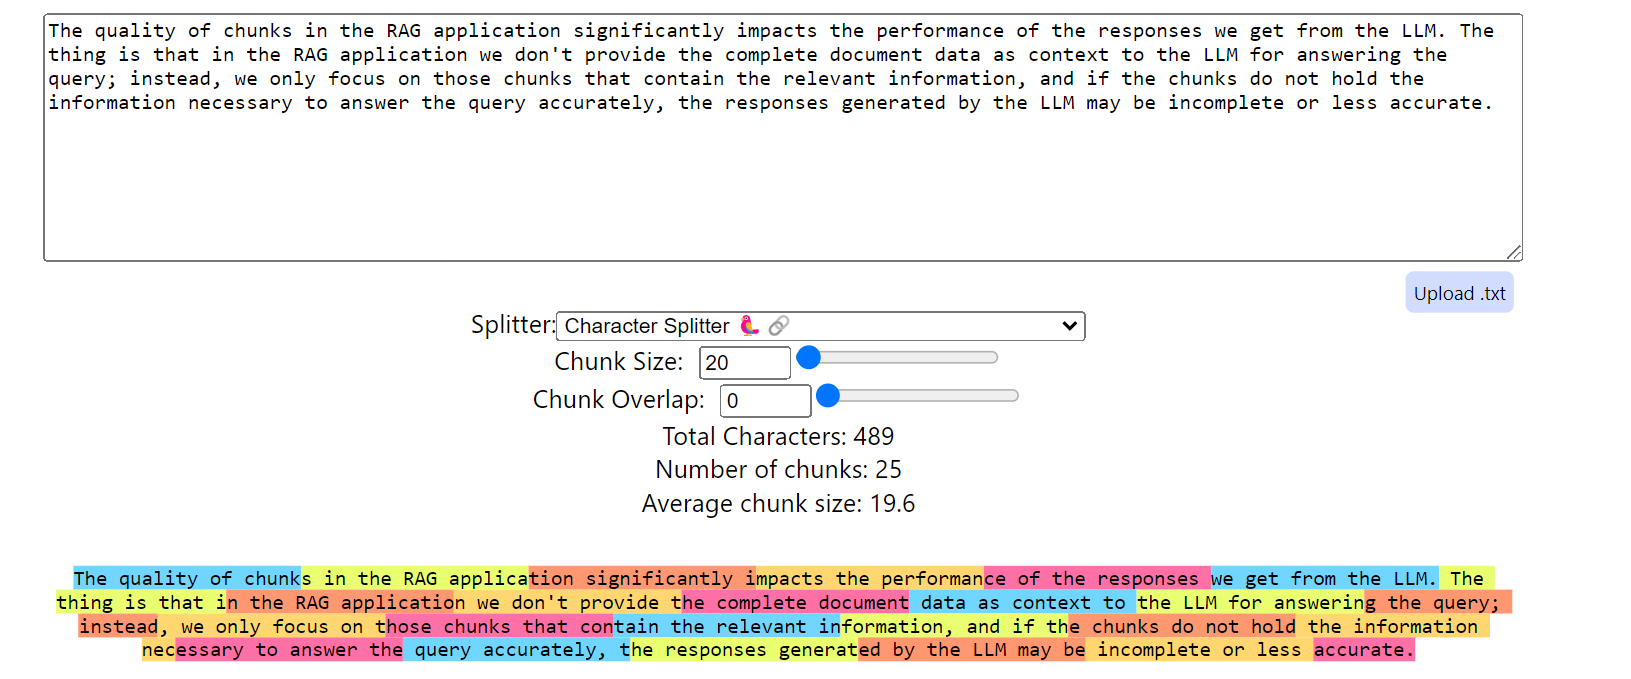 The quality of chunks in the RAG application significantly impacts the performance of the responses we get from the LLM. The
thing is that in the RAG application we don't provide the complete document data as context to the LLM for answering the
query; instead, we only focus on those chunks that contain the relevant information, and if the chunks do not hold the
information necessary to answer the query accurately, the responses generated by the LLM may be incomplete or less accurate.
Upload .txt
Splitter: Character Splitter 🦜 🔗
Chunk Size: 20
Chunk Overlap: 0
Total Characters: 489
Number of chunks: 25
Average chunk size: 19.6
The quality of chunks in the RAG application significantly impacts the performance of the responses we get from the LLM. The
thing is that in the RAG application we don't provide the complete document data as context to the LLM for answering the query;
instead, we only focus on those chunks that contain the relevant information, and if the chunks do not hold the information
necessary to answer the query accurately, the responses generated by the LLM may be incomplete or less accurate.